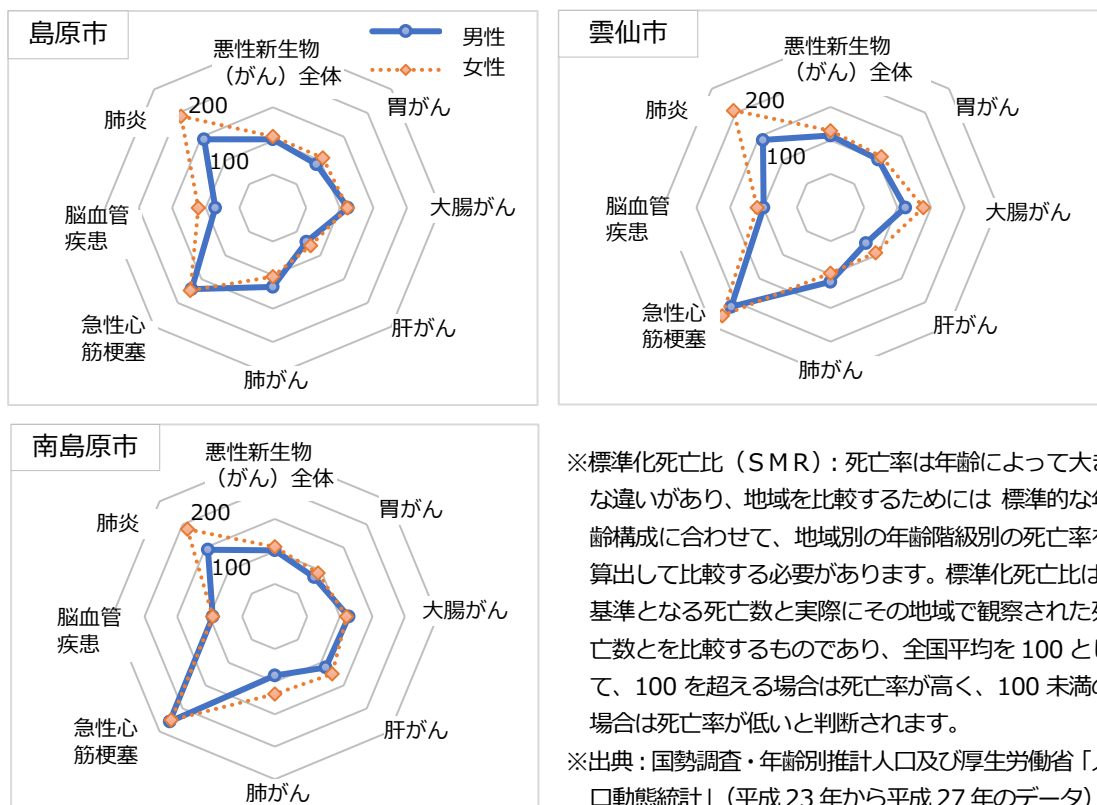 島原市
男性
女性
悪性新生物
（がん）全体
胃がん
大腸がん
肝がん
肺がん
急性心
筋梗塞
脳血管
疾患
肺炎
200
100
雲仙市
悪性新生物
（がん）全体
胃がん
大腸がん
肝がん
肺がん
急性心
筋梗塞
脳血管
疾患
肺炎
200
100
南島原市
悪性新生物
（がん）全体
胃がん
大腸がん
肝がん
肺がん
急性心
筋梗塞
脳血管
疾患
肺炎
200
100
※標準化死亡比（ＳＭＲ）：死亡率は年齢によって大き
な違いがあり、地域を比較するためには 標準的な年
齢構成に合わせて、地域別の年齢階級別の死亡率を
算出して比較する必要があります。標準化死亡比は
基準となる死亡数と実際にその地域で観察された死
亡数とを比較するものであり、全国平均を 100 とし
て、100 を超える場合は死亡率が高く、100 未満の
場合は死亡率が低いと判断されます。
※出典：国勢調査・年齢別推計人口及び厚生労働省「人
口動態統計」（平成 23 年から平成 27 年のデータ）